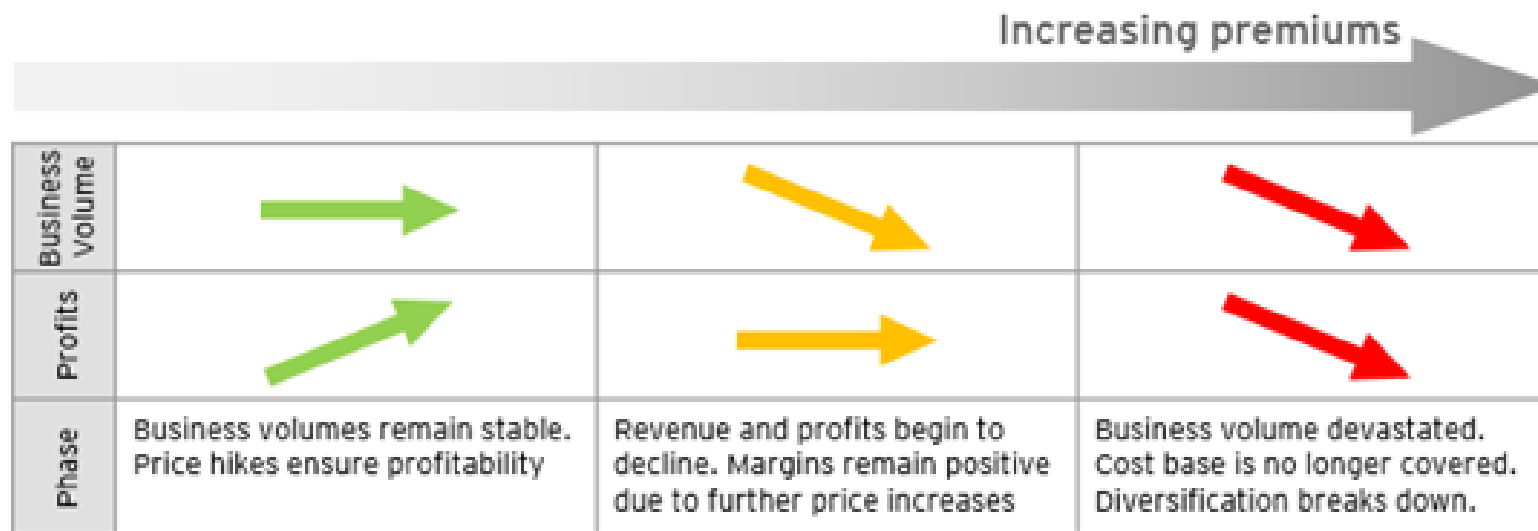 Increasing premiums
Business
Volume
Profits
Phase
Business volumes remain stable.
Price hikes ensure profitability
Revenue and profits begin to
decline. Margins remain positive
due to further price increases
Business volume devastated.
Cost base is no longer covered.
Diversification breaks down.